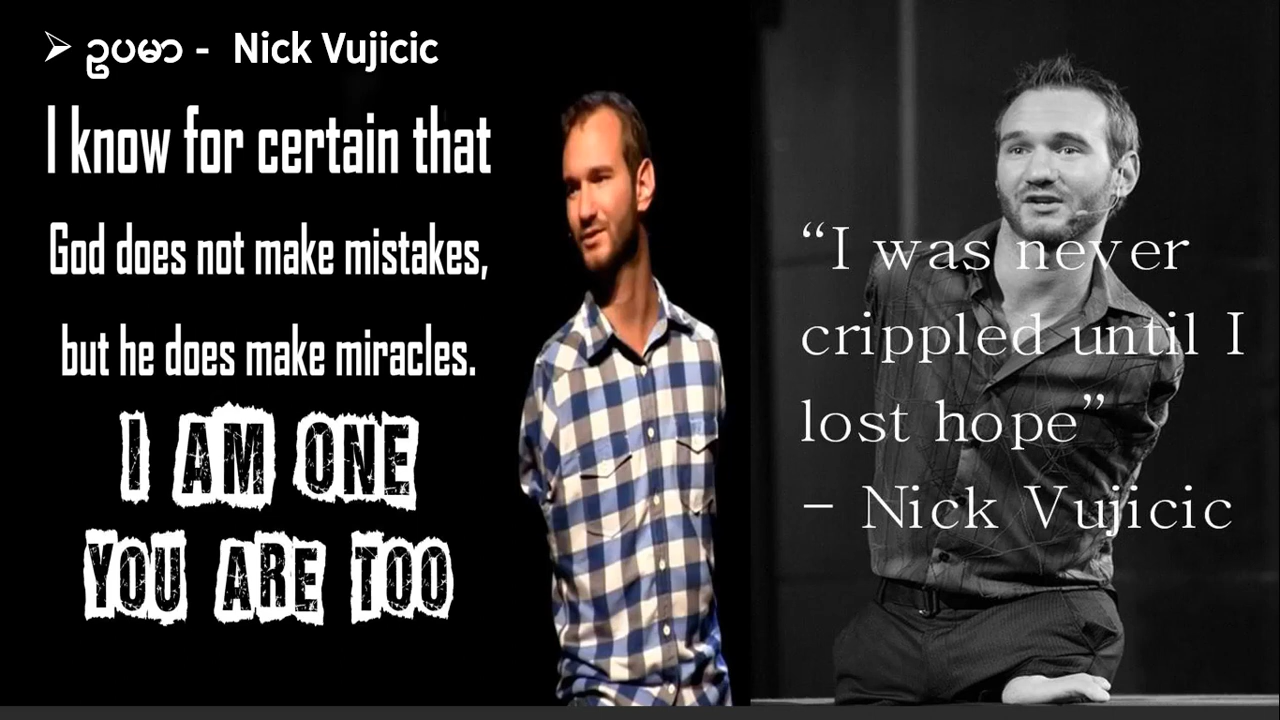 ➢ ဥပမာ - Nick Vujicic
I know for certain that
God does not make mistakes,
but he does make miracles.
I AM ONE
YOU ARE TOO
“I was never
crippled until I
lost hope”
- Nick Vujicic